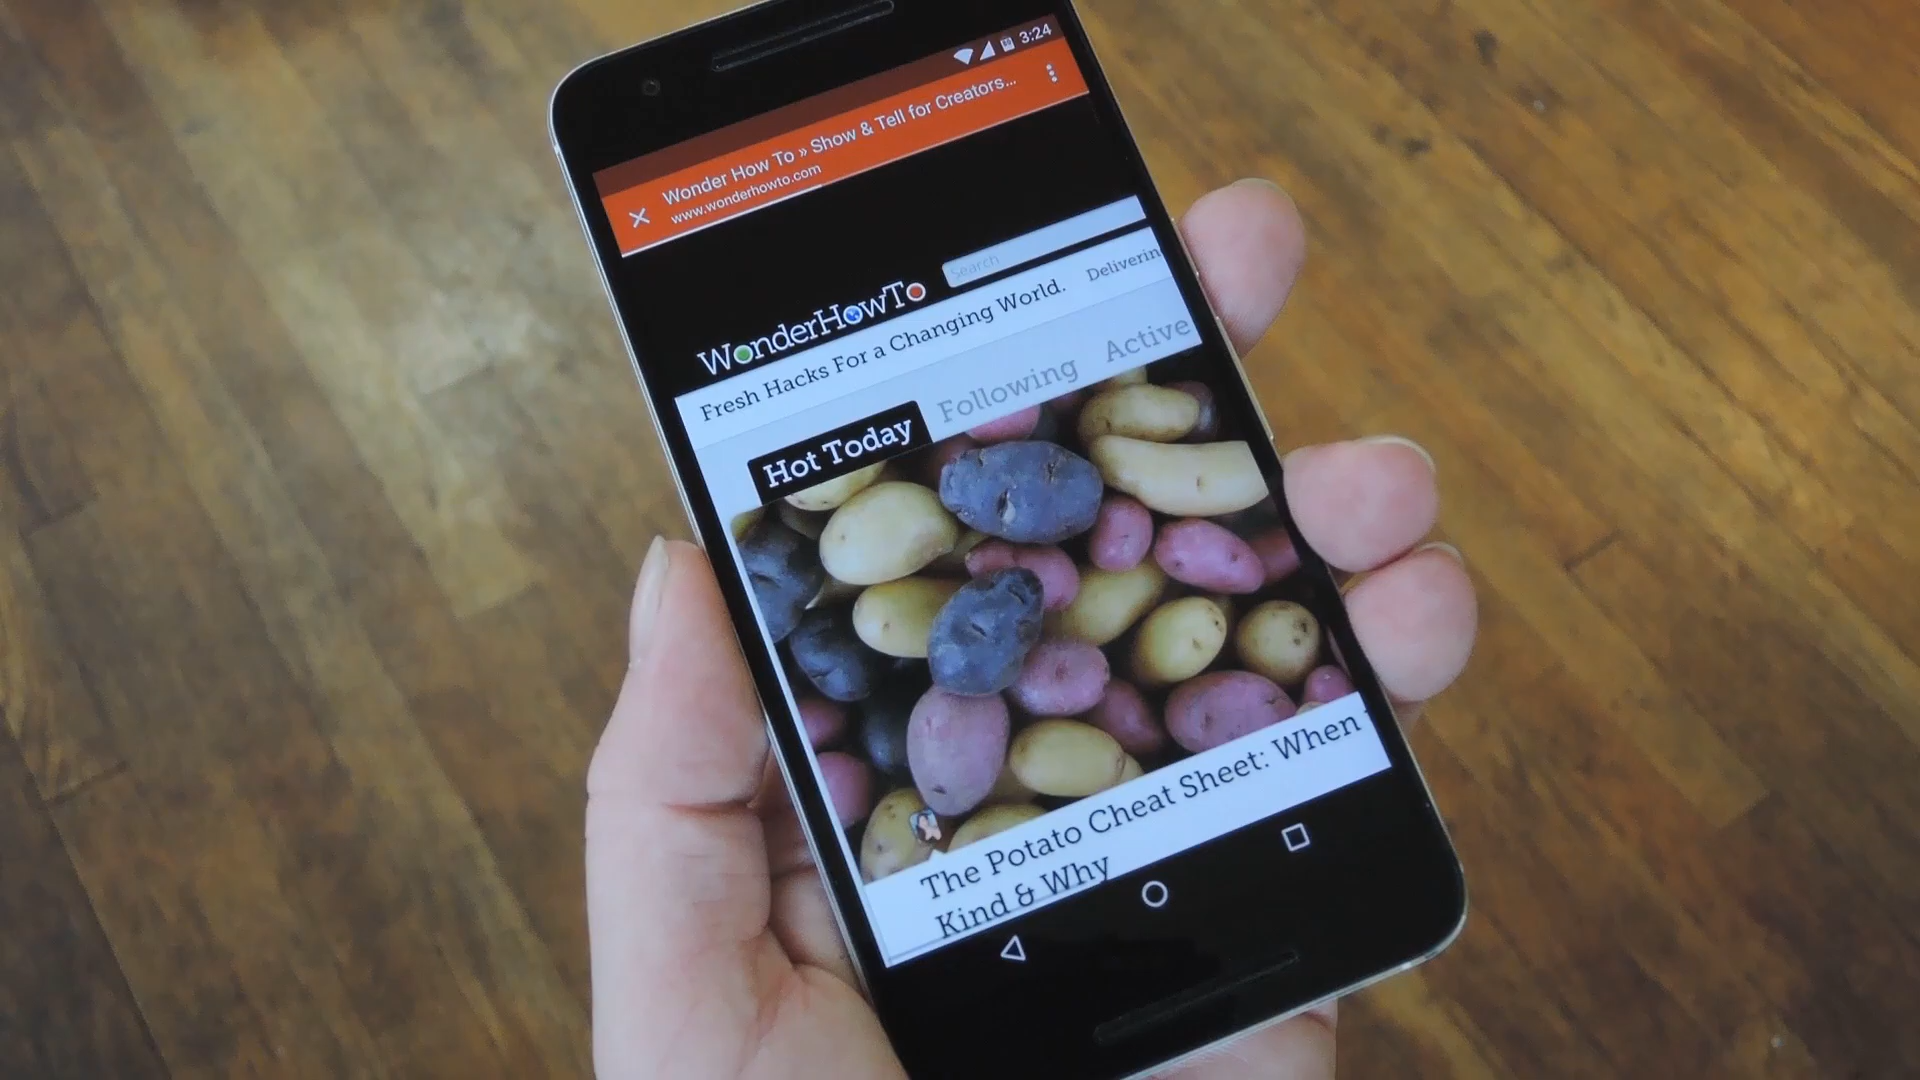 3:24
Wonder How To » Show & Tell for Creators...
www.wonderhowto.com
Search
WonderHowTo
Fresh Hacks For a Changing World.
Deliverin
Hot Today
Following
Active
The Potato Cheat Sheet: When
Kind & Why